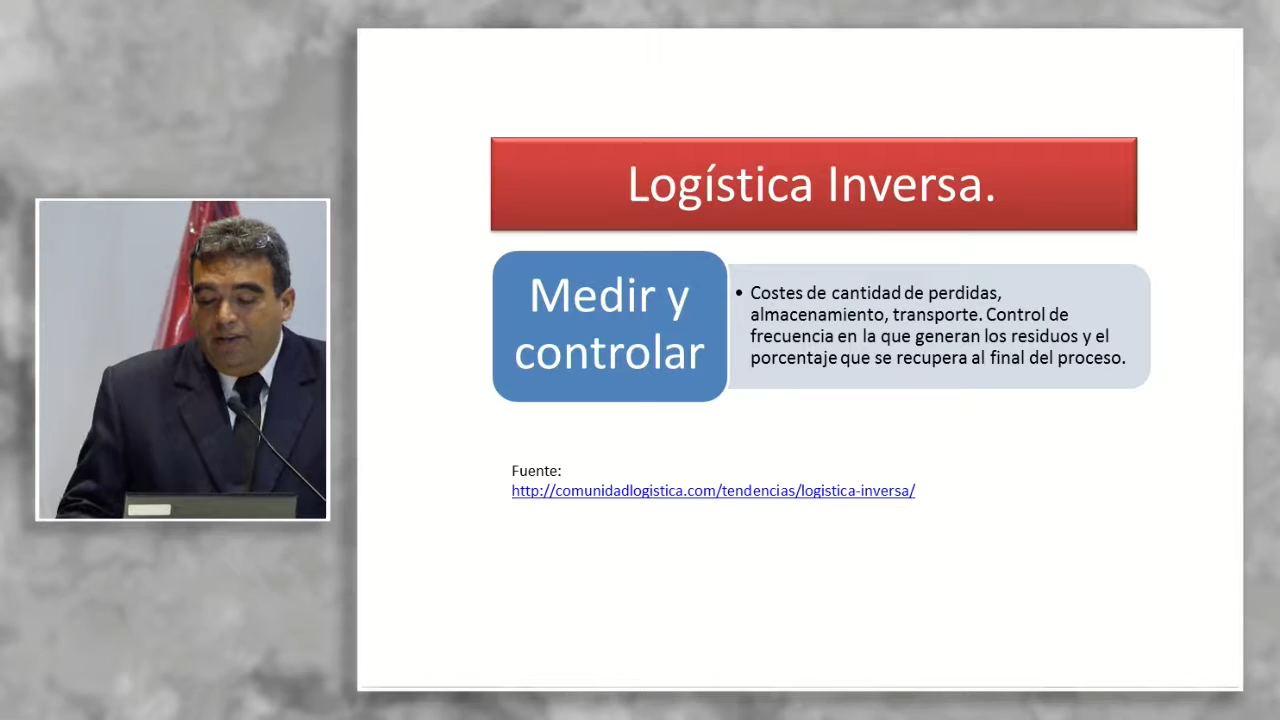 Logística Inversa.
Medir y
controlar
• Costes de cantidad de perdidas,
almacenamiento, transporte. Control de
frecuencia en la que generan los residuos y el
porcentaje que se recupera al final del proceso.
Fuente:
http://comunidadlogistica.com/tendencias/logistica-inversa/